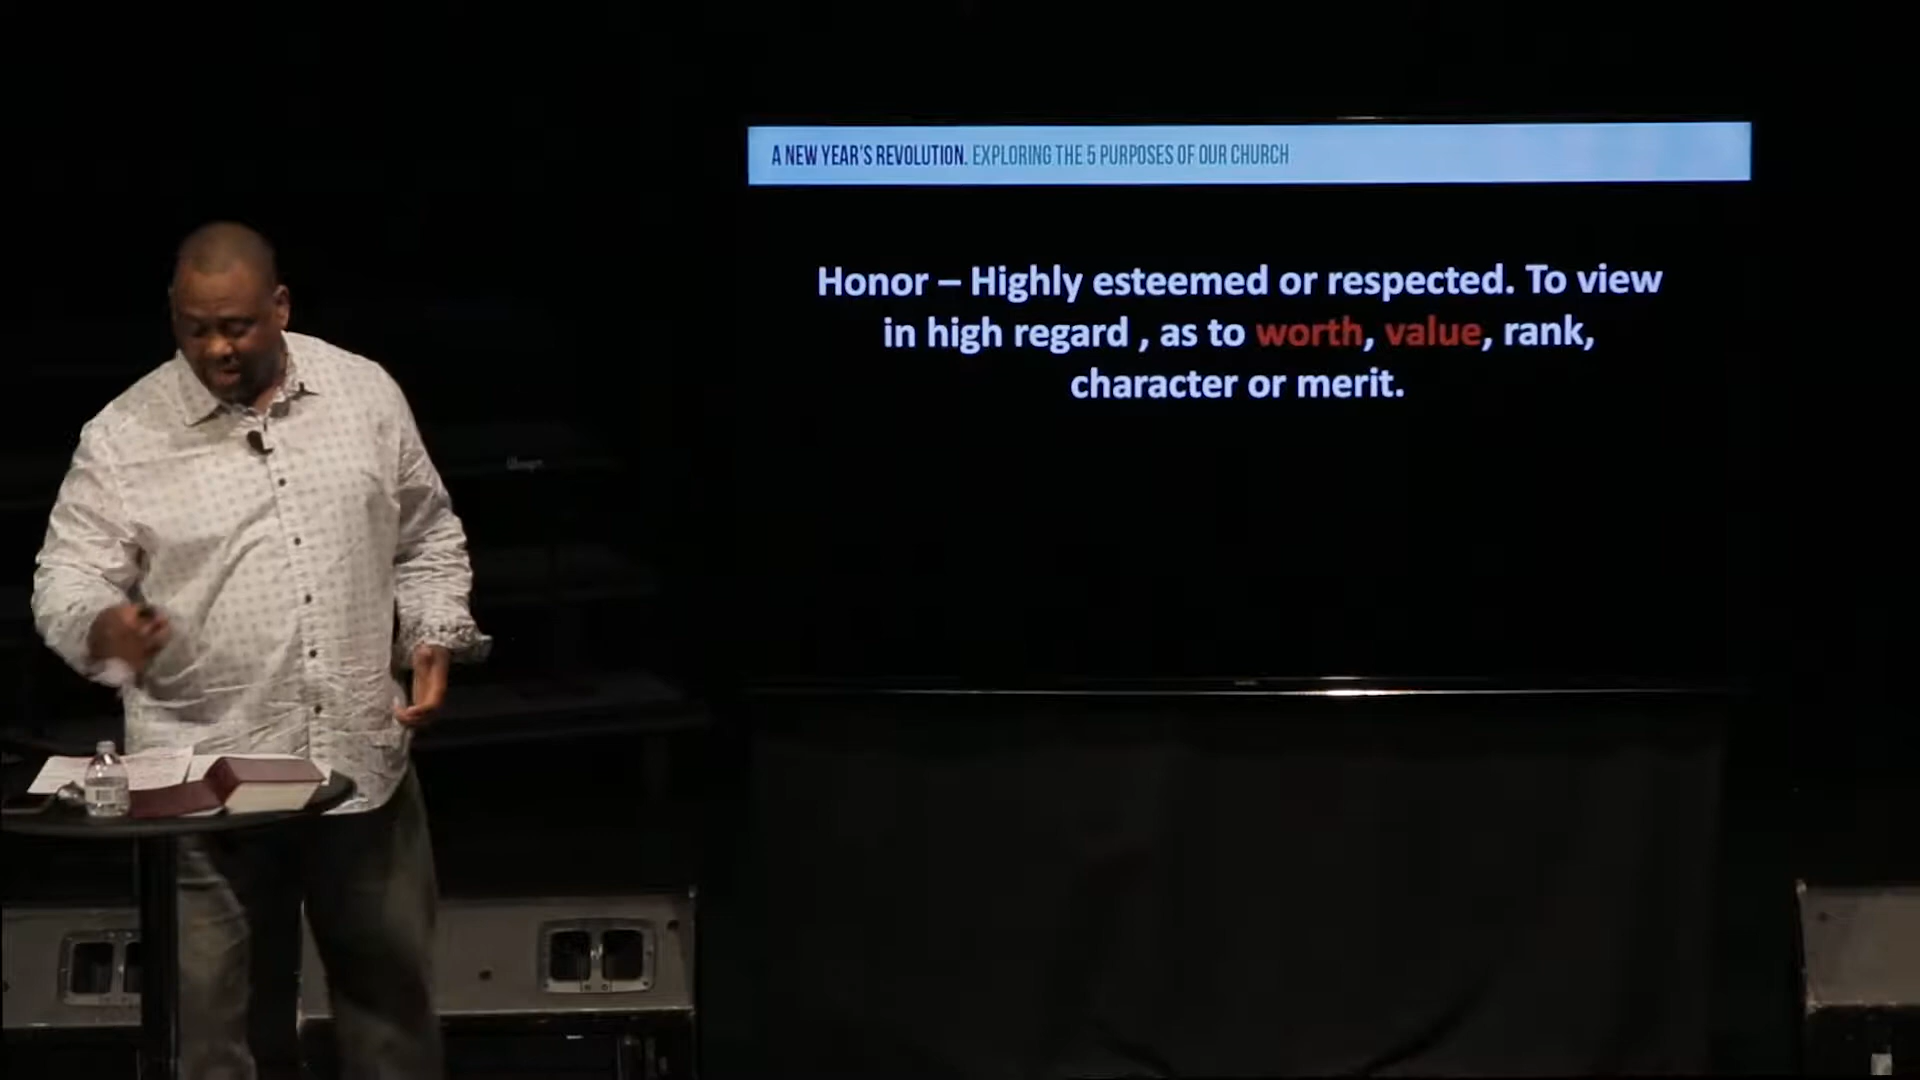 A NEW YEAR'S REVOLUTION. EXPLORING THE 5 PURPOSES OF OUR CHURCH
Honor – Highly esteemed or respected. To view
in high regard , as to worth, value, rank,
character or merit.